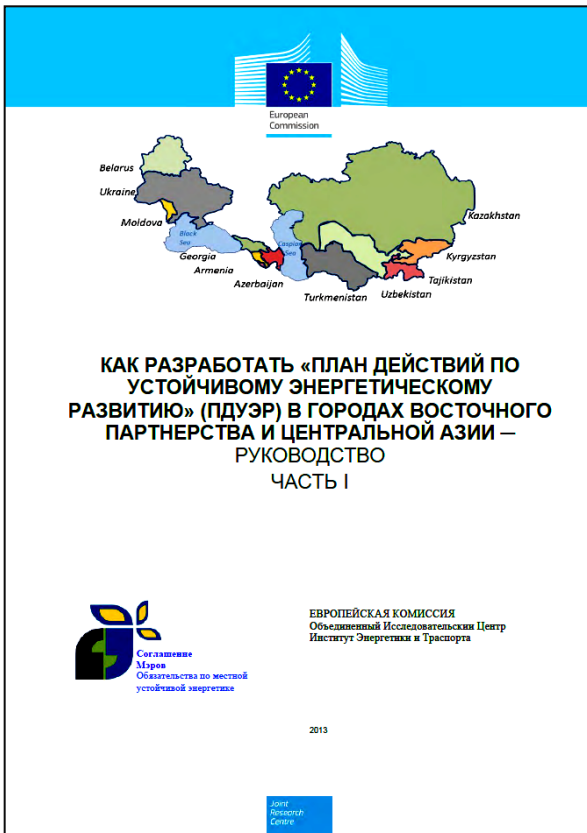 European
Commission
Belarus
Ukraine
Moldova
Black
Sea
Georgia
Armenia
Azerbaijan
Caspian
Sea
Turkmenistan
Uzbekistan
Tajikistan
Kyrgyzstan
Kazakhstan
КАК РАЗРАБОТАТЬ «ПЛАН ДЕЙСТВИЙ ПО
УСТОЙЧИВОМУ ЭНЕРГЕТИЧЕСКОМУ
РАЗВИТИЮ» (ПДУЭР) В ГОРОДАХ ВОСТОЧНОГО
ПАРТНЕРСТВА И ЦЕНТРАЛЬНОЙ АЗИИ —
РУКОВОДСТВО
ЧАСТЬ I
Соглашение
Мэров
Обязательства по местной
устойчивой энергетике
ЕВРОПЕЙСКАЯ КОМИССИЯ
Объединенный Исследовательский Центр
Институт Энергетики и Траспорта
2013
Joint
Research
Centre